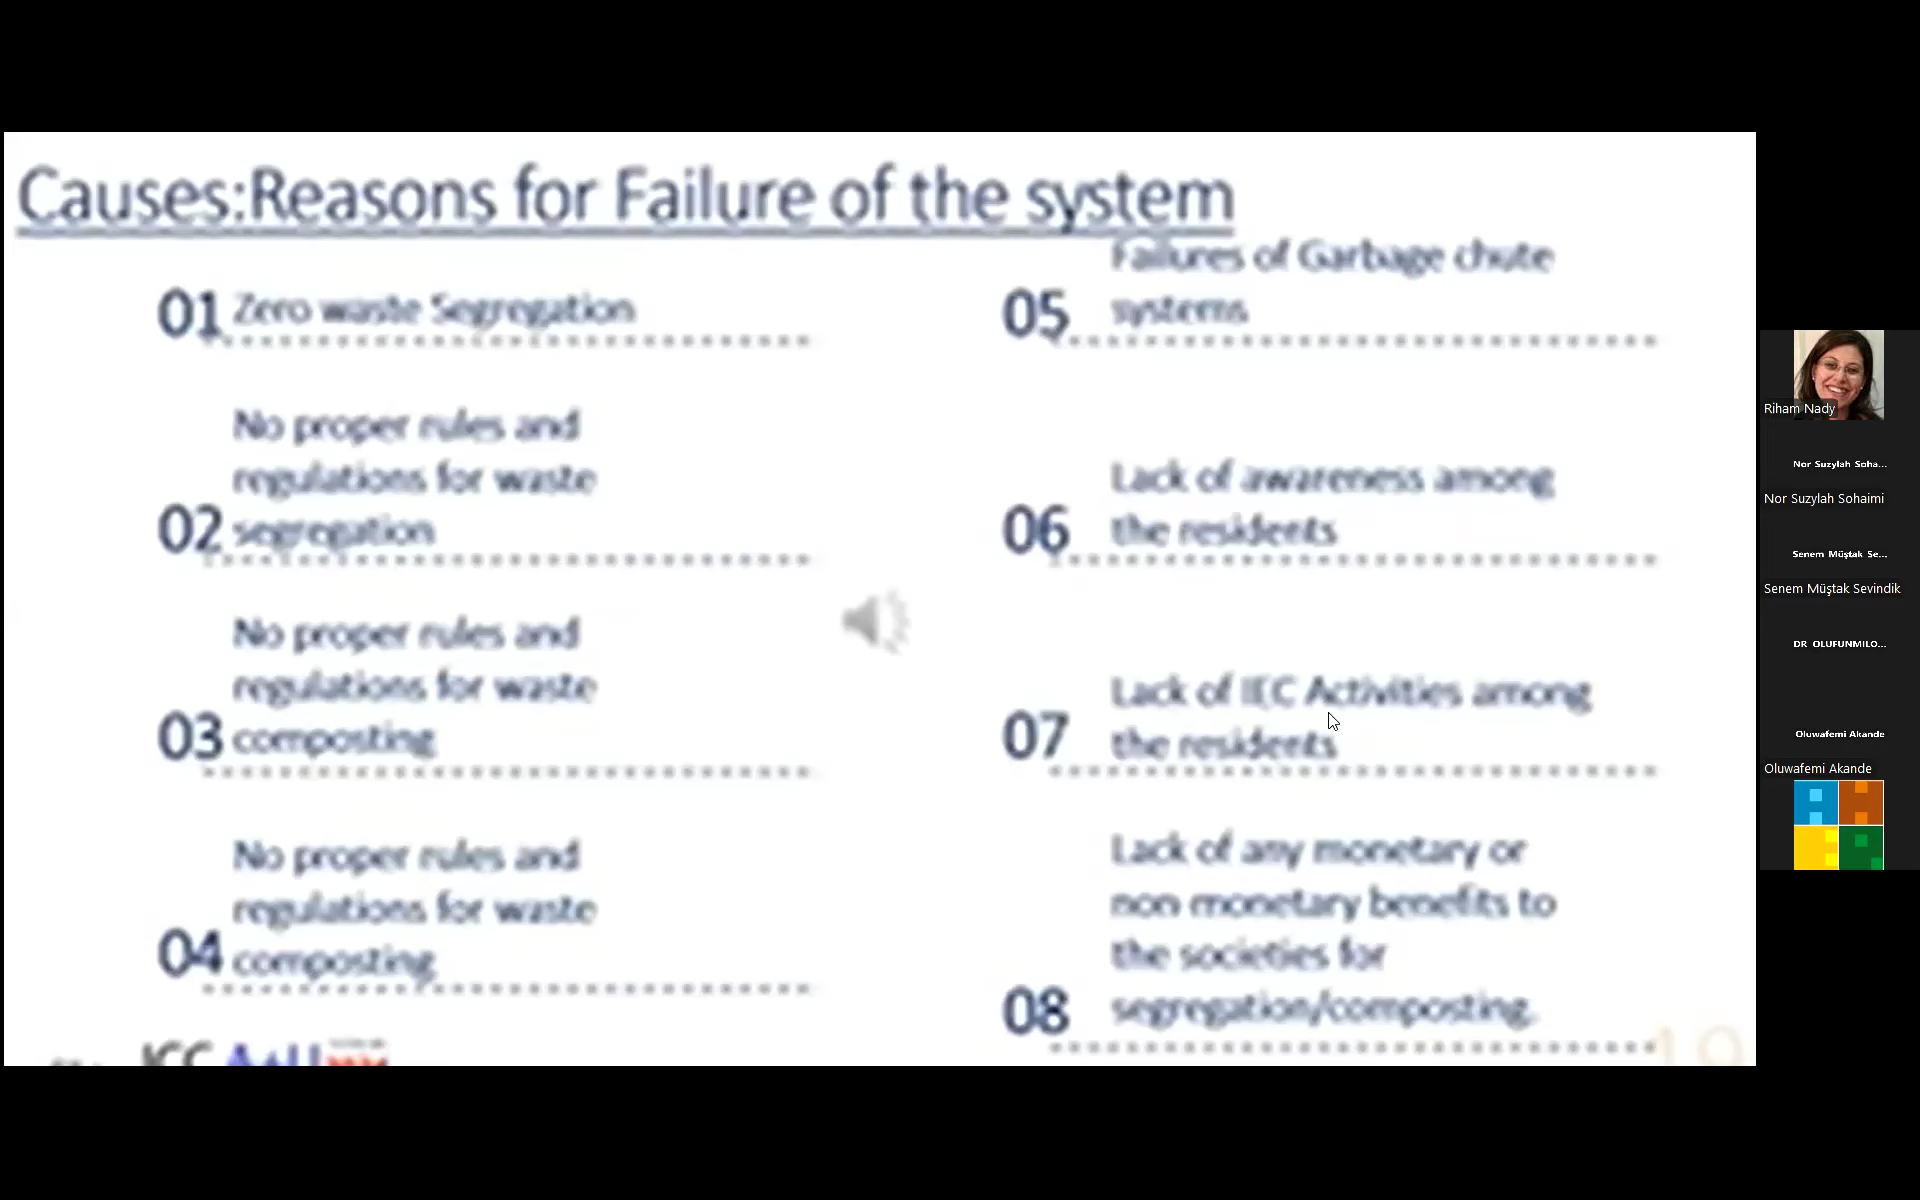 Causes:Reasons for Failure of the system
01 Zero waste Segregation
No proper rules and
regulations for waste
02 segregation
No proper rules and
regulations for waste
03 composting
No proper rules and
regulations for waste
04 composting
Failures of Garbage chute
05 systems
Lack of awareness among
06 the residents
Lack of IEC Activities among
07 the residents
Lack of any monetary or
non monetary benefits to
the societies for
08 segregation/composting.
19
Riham Nady
Nor Suzylah Soha...
Nor Suzylah Sohaimi
Senem Müştak Se...
Senem Müştak Sevindik
DR OLUFUNMILO...
Oluwafemi Akande
Oluwafemi Akande